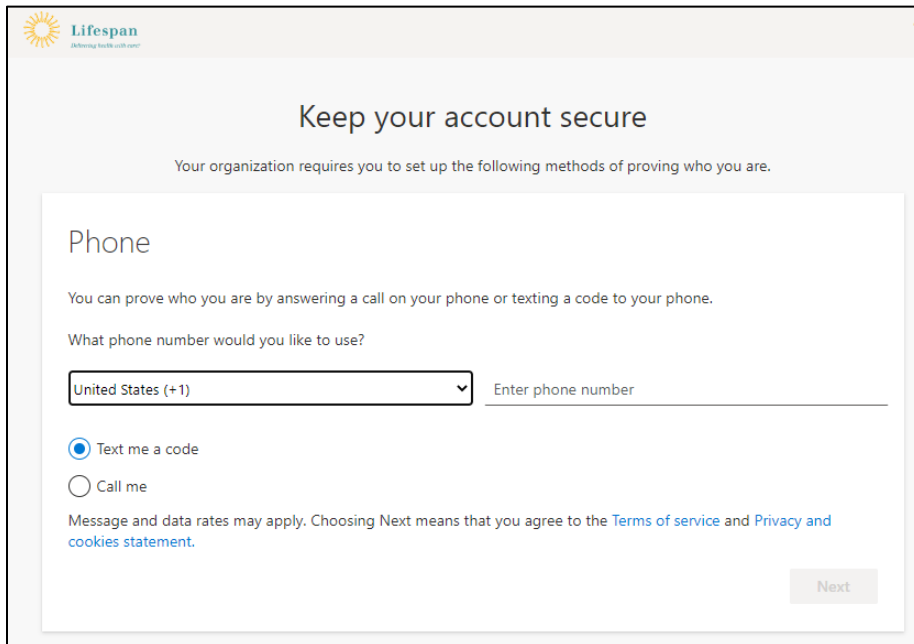 Lifespan
Delivering health with care.®
Keep your account secure
Your organization requires you to set up the following methods of proving who you are.
Phone
You can prove who you are by answering a call on your phone or texting a code to your phone.
What phone number would you like to use?
United States (+1)
Enter phone number
Text me a code
Call me
Message and data rates may apply. Choosing Next means that you agree to the Terms of service and Privacy and
cookies statement.
Next